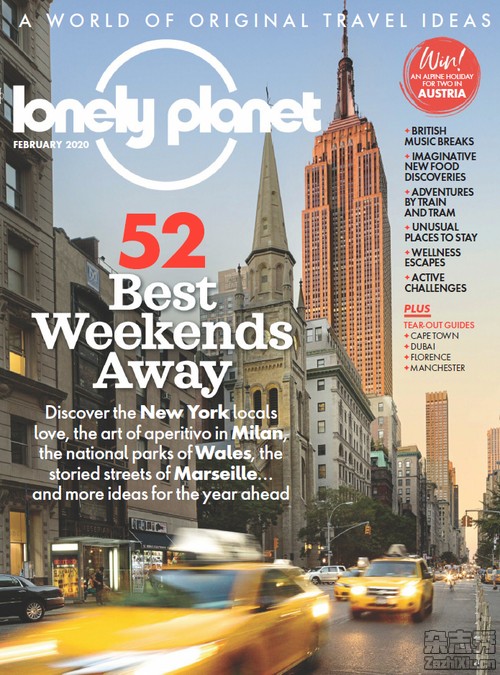 A WORLD OF ORIGINAL TRAVEL IDEAS
lonely planet
FEBRUARY 2020
Win!
AN ALPINE HOLIDAY
FOR TWO IN
AUSTRIA
52
Best
Weekends
Away
Discover the New York locals
love, the art of aperitivo in Milan,
the national parks of Wales, the
storied streets of Marseille...
and more ideas for the year ahead
+ BRITISH
MUSIC BREAKS
+ IMAGINATIVE
NEW FOOD
DISCOVERIES
+ ADVENTURES
BY TRAIN
AND TRAM
+ UNUSUAL
PLACES TO STAY
+ WELLNESS
ESCAPES
+ ACTIVE
CHALLENGES
PLUS
TEAR-OUT GUIDES
+ CAPE TOWN
+ DUBAI
+ FLORENCE
+ MANCHESTER
杂志秀
ZazhiXiu.cn